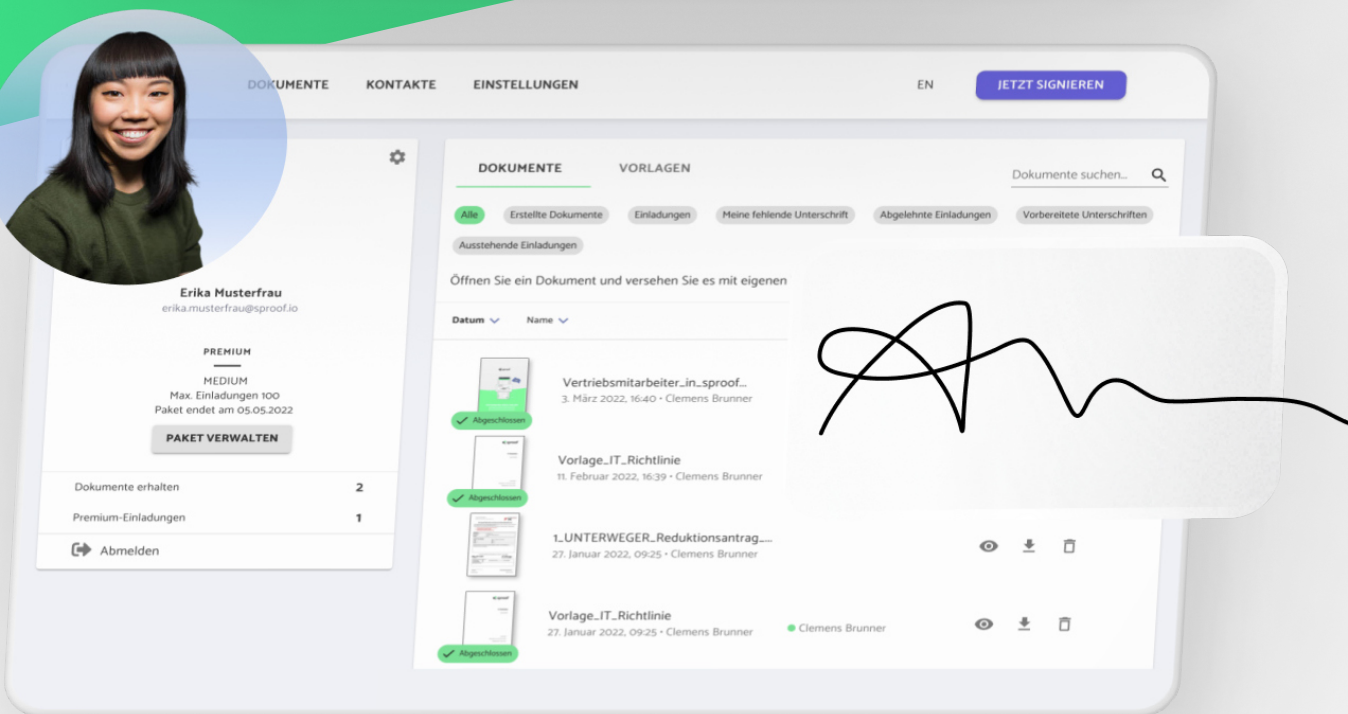 DOKUMENTE KONTAKTE EINSTELLUNGEN EN JETZT SIGNIEREN
Erika Musterfrau
erika.musterfrau@sproof.io
PREMIUM
MEDIUM
Max. Einladungen 100
Paket endet am 05.05.2022
PAKET VERWALTEN
Dokumente erhalten 2
Premium-Einladungen 1
Abmelden
DOKUMENTE VORLAGEN Dokumente suchen...
Alle Erstellte Dokumente Einladungen Meine fehlende Unterschrift Abgelehnte Einladungen Vorbereitete Unterschriften
Ausstehende Einladungen
Öffnen Sie ein Dokument und versehen Sie es mit eigenen
Datum Name
Vertriebsmitarbeiter_in_sproof...
3. März 2022, 16:40 • Clemens Brunner
Abgeschlossen
Vorlage_IT_Richtlinie
11. Februar 2022, 16:39 • Clemens Brunner
Abgeschlossen
1_UNTERWEGER_Reduktionsantrag_...
27. Januar 2022, 09:25 • Clemens Brunner
Vorlage_IT_Richtlinie
27. Januar 2022, 09:25 • Clemens Brunner Clemens Brunner
Abgeschlossen